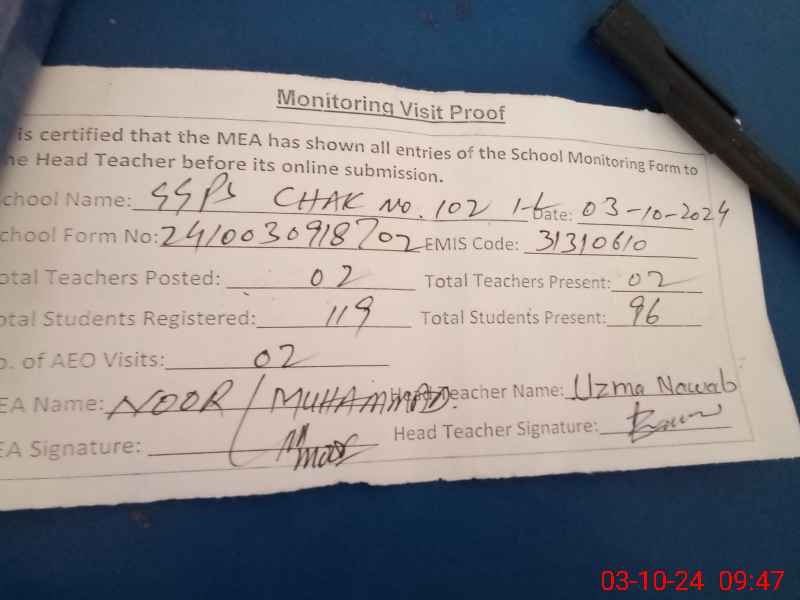 Monitoring Visit Proof
is certified that the MEA has shown all entries of the School Monitoring Form to
he Head Teacher before its online submission.
chool Name: GGPS CHAK No. 102 1-L Date: 03-10-2024
chool Form No: 2410030918702 EMIS Code: 31310610
otal Teachers Posted: 02 Total Teachers Present: 02
otal Students Registered: 119 Total Students Present: 96
o. of AEO Visits: 02
EA Name: NOOR MUHAMMAD. Head Teacher Name: Uzma Nawab
EA Signature: Head Teacher Signature:
03-10-24 09:47